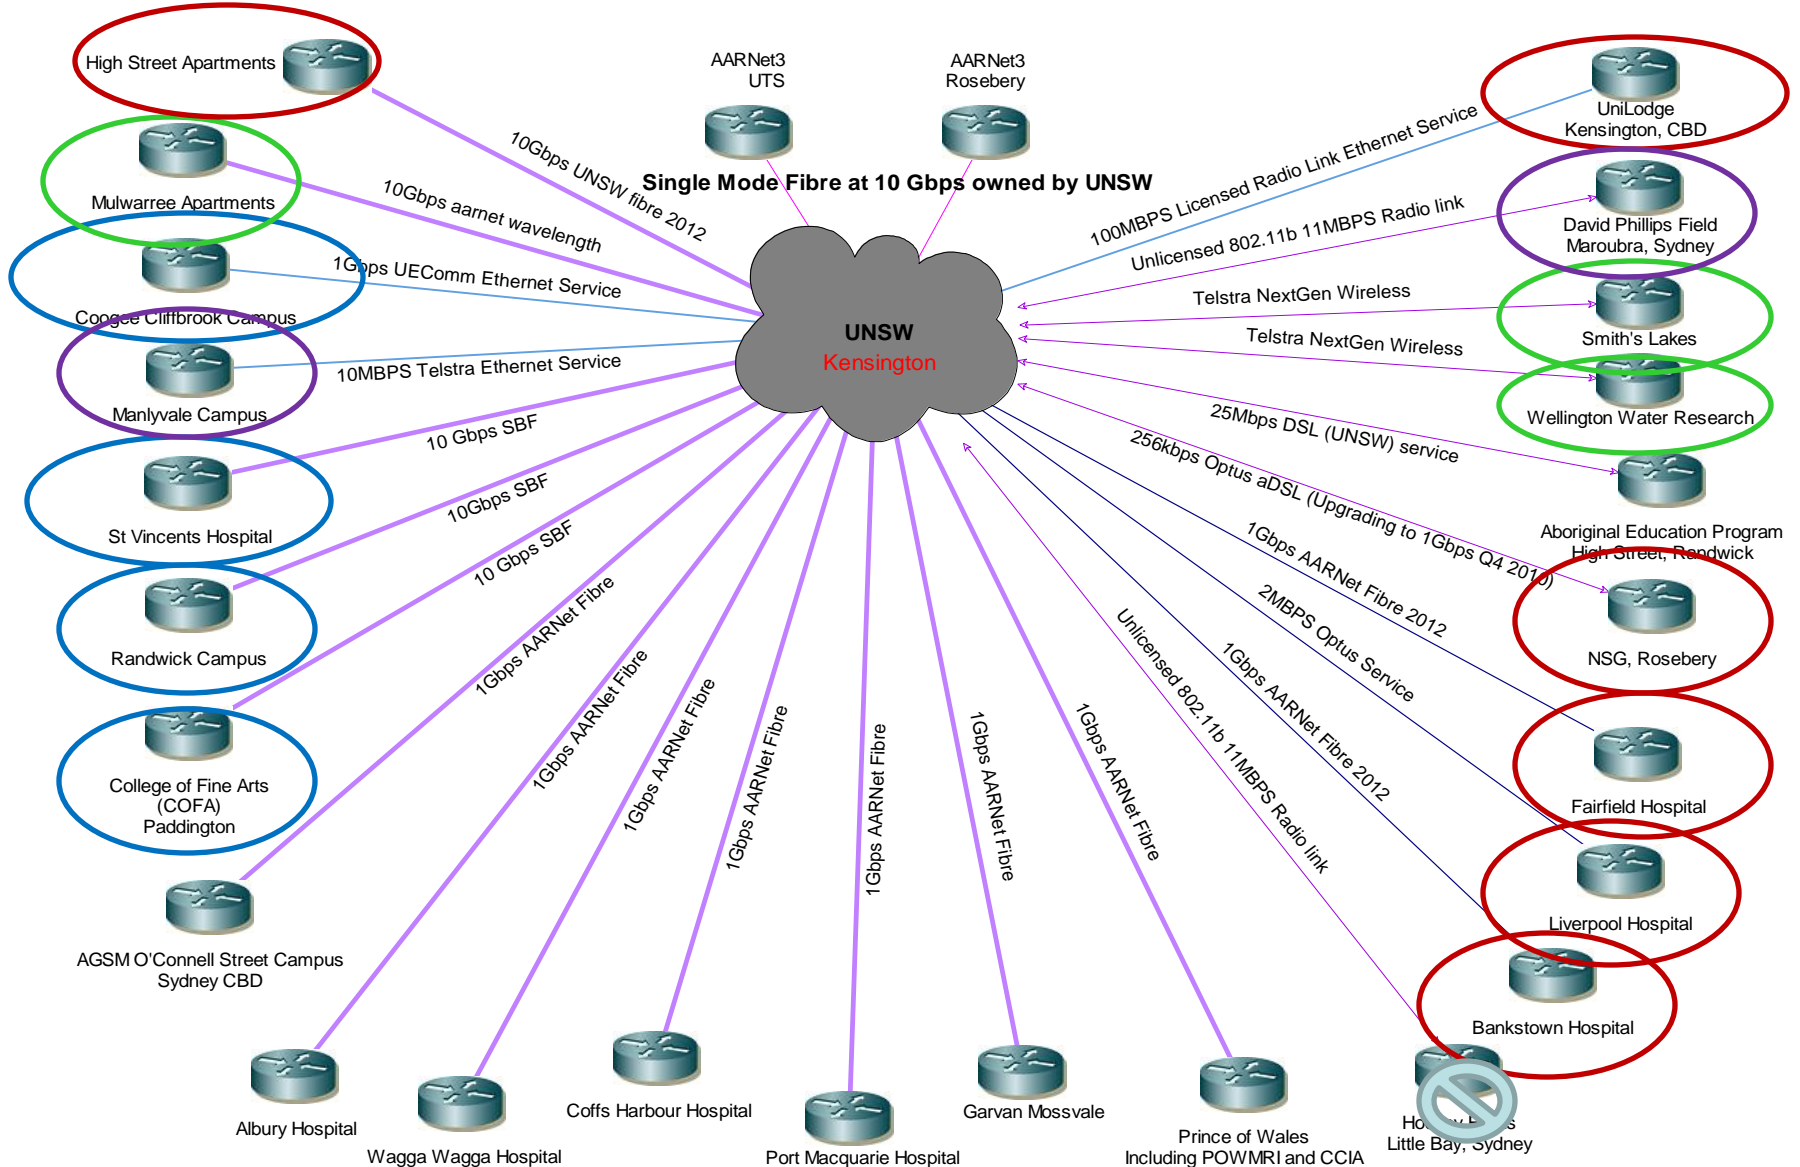 High Street Apartments
AARNet3
UTS
AARNet3
Rosebery
UniLodge
Kensington, CBD
Mulwarree Apartments
10Gbps UNSW fibre 2012
Single Mode Fibre at 10 Gbps owned by UNSW
100MBPS Licensed Radio Link Ethernet Service
David Phillips Field
Maroubra, Sydney
10Gbps aarnet wavelength
Unlicensed 802.11b 11MBPS Radio link
Coogee Cliffbrook Campus
1Gbps UEComm Ethernet Service
Telstra NextGen Wireless
Smith's Lakes
UNSW
Kensington
Telstra NextGen Wireless
Wellington Water Research
Manlyvale Campus
10MBPS Telstra Ethernet Service
25Mbps DSL (UNSW) service
Aboriginal Education Program
High Street, Randwick
St Vincents Hospital
10 Gbps SBF
256kbps Optus aDSL (Upgrading to 1Gbps Q4 2010)
NSG, Rosebery
Randwick Campus
10Gbps SBF
1Gbps AARNet Fibre 2012
Fairfield Hospital
College of Fine Arts
(COFA)
Paddington
10 Gbps SBF
2MBPS Optus Service
Liverpool Hospital
AGSM O'Connell Street Campus
Sydney CBD
1Gbps AARNet Fibre
1Gbps AARNet Fibre 2012
Bankstown Hospital
1Gbps AARNet Fibre
1Gbps AARNet Fibre
1Gbps AARNet Fibre
1Gbps AARNet Fibre
1Gbps AARNet Fibre
1Gbps AARNet Fibre
Unlicensed 802.11b 11MBPS Radio link
Albury Hospital
Wagga Wagga Hospital
Coffs Harbour Hospital
Port Macquarie Hospital
Garvan Mossvale
Prince of Wales
Including POWMRI and CCIA
Little Bay, Sydney